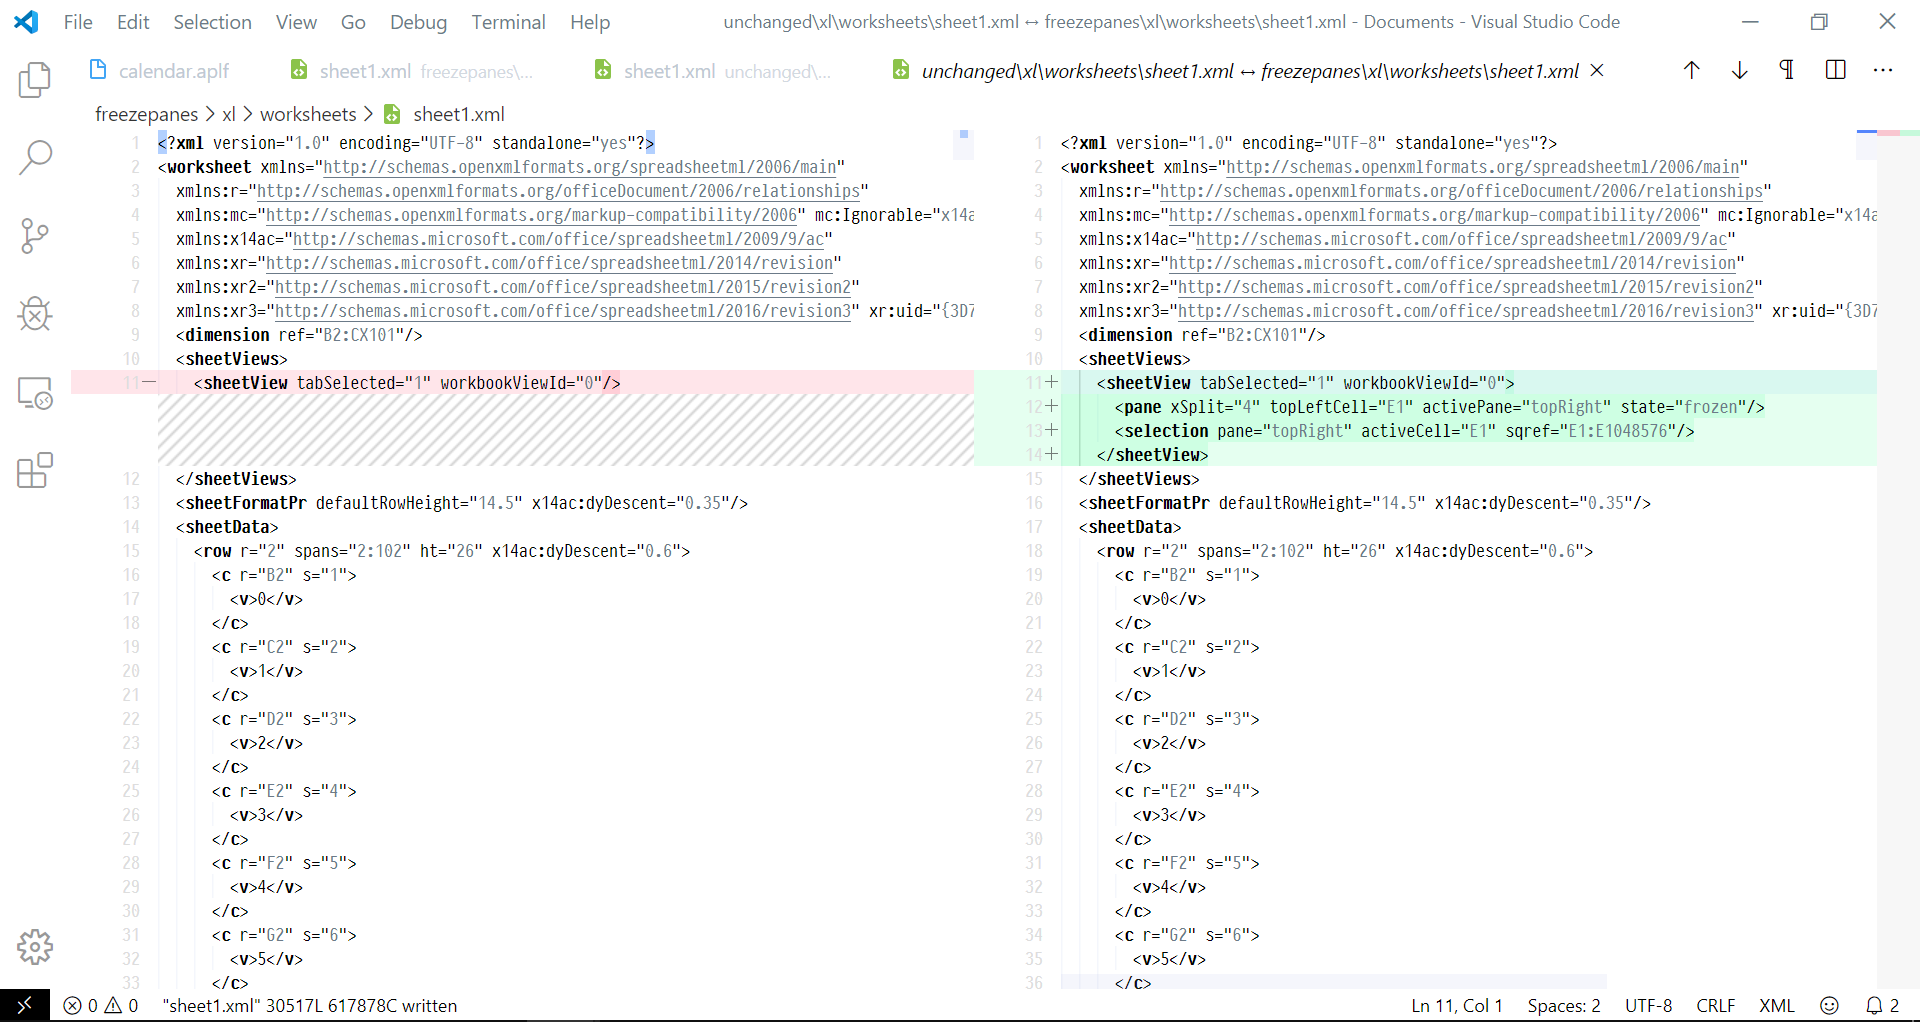 File Edit Selection View Go Debug Terminal Help
unchanged\xl\worksheets\sheet1.xml ↔ freezepanes\xl\worksheets\sheet1.xml - Documents - Visual Studio Code
calendar.aplf
sheet1.xml freezepanes\...
sheet1.xml unchanged\...
unchanged\xl\worksheets\sheet1.xml ↔ freezepanes\xl\worksheets\sheet1.xml
freezepanes > xl > worksheets > sheet1.xml
1 <?xml version="1.0" encoding="UTF-8" standalone="yes"?>
2 <worksheet xmlns="http://schemas.openxmlformats.org/spreadsheetml/2006/main"
3 xmlns:r="http://schemas.openxmlformats.org/officeDocument/2006/relationships"
4 xmlns:mc="http://schemas.openxmlformats.org/markup-compatibility/2006" mc:Ignorable="x14a
5 xmlns:x14ac="http://schemas.microsoft.com/office/spreadsheetml/2009/9/ac"
6 xmlns:xr="http://schemas.microsoft.com/office/spreadsheetml/2014/revision"
7 xmlns:xr2="http://schemas.microsoft.com/office/spreadsheetml/2015/revision2"
8 xmlns:xr3="http://schemas.microsoft.com/office/spreadsheetml/2016/revision3" xr:uid="{3D7
9 <dimension ref="B2:CX101"/>
10 <sheetViews>
11— <sheetView tabSelected="1" workbookViewId="0"/>
12 </sheetViews>
13 <sheetFormatPr defaultRowHeight="14.5" x14ac:dyDescent="0.35"/>
14 <sheetData>
15 <row r="2" spans="2:102" ht="26" x14ac:dyDescent="0.6">
16 <c r="B2" s="1">
17 <v>0</v>
18 </c>
19 <c r="C2" s="2">
20 <v>1</v>
21 </c>
22 <c r="D2" s="3">
23 <v>2</v>
24 </c>
25 <c r="E2" s="4">
26 <v>3</v>
27 </c>
28 <c r="F2" s="5">
29 <v>4</v>
30 </c>
31 <c r="G2" s="6">
32 <v>5</v>
33 </c>
1 <?xml version="1.0" encoding="UTF-8" standalone="yes"?>
2 <worksheet xmlns="http://schemas.openxmlformats.org/spreadsheetml/2006/main"
3 xmlns:r="http://schemas.openxmlformats.org/officeDocument/2006/relationships"
4 xmlns:mc="http://schemas.openxmlformats.org/markup-compatibility/2006" mc:Ignorable="x14a
5 xmlns:x14ac="http://schemas.microsoft.com/office/spreadsheetml/2009/9/ac"
6 xmlns:xr="http://schemas.microsoft.com/office/spreadsheetml/2014/revision"
7 xmlns:xr2="http://schemas.microsoft.com/office/spreadsheetml/2015/revision2"
8 xmlns:xr3="http://schemas.microsoft.com/office/spreadsheetml/2016/revision3" xr:uid="{3D7
9 <dimension ref="B2:CX101"/>
10 <sheetViews>
11+ <sheetView tabSelected="1" workbookViewId="0">
12+ <pane xSplit="4" topLeftCell="E1" activePane="topRight" state="frozen"/>
13+ <selection pane="topRight" activeCell="E1" sqref="E1:E1048576"/>
14+ </sheetView>
15 </sheetViews>
16 <sheetFormatPr defaultRowHeight="14.5" x14ac:dyDescent="0.35"/>
17 <sheetData>
18 <row r="2" spans="2:102" ht="26" x14ac:dyDescent="0.6">
19 <c r="B2" s="1">
20 <v>0</v>
21 </c>
22 <c r="C2" s="2">
23 <v>1</v>
24 </c>
25 <c r="D2" s="3">
26 <v>2</v>
27 </c>
28 <c r="E2" s="4">
29 <v>3</v>
30 </c>
31 <c r="F2" s="5">
32 <v>4</v>
33 </c>
34 <c r="G2" s="6">
35 <v>5</v>
36 </c>
0 0 "sheet1.xml" 30517L 617878C written
Ln 11, Col 1 Spaces: 2 UTF-8 CRLF XML 2